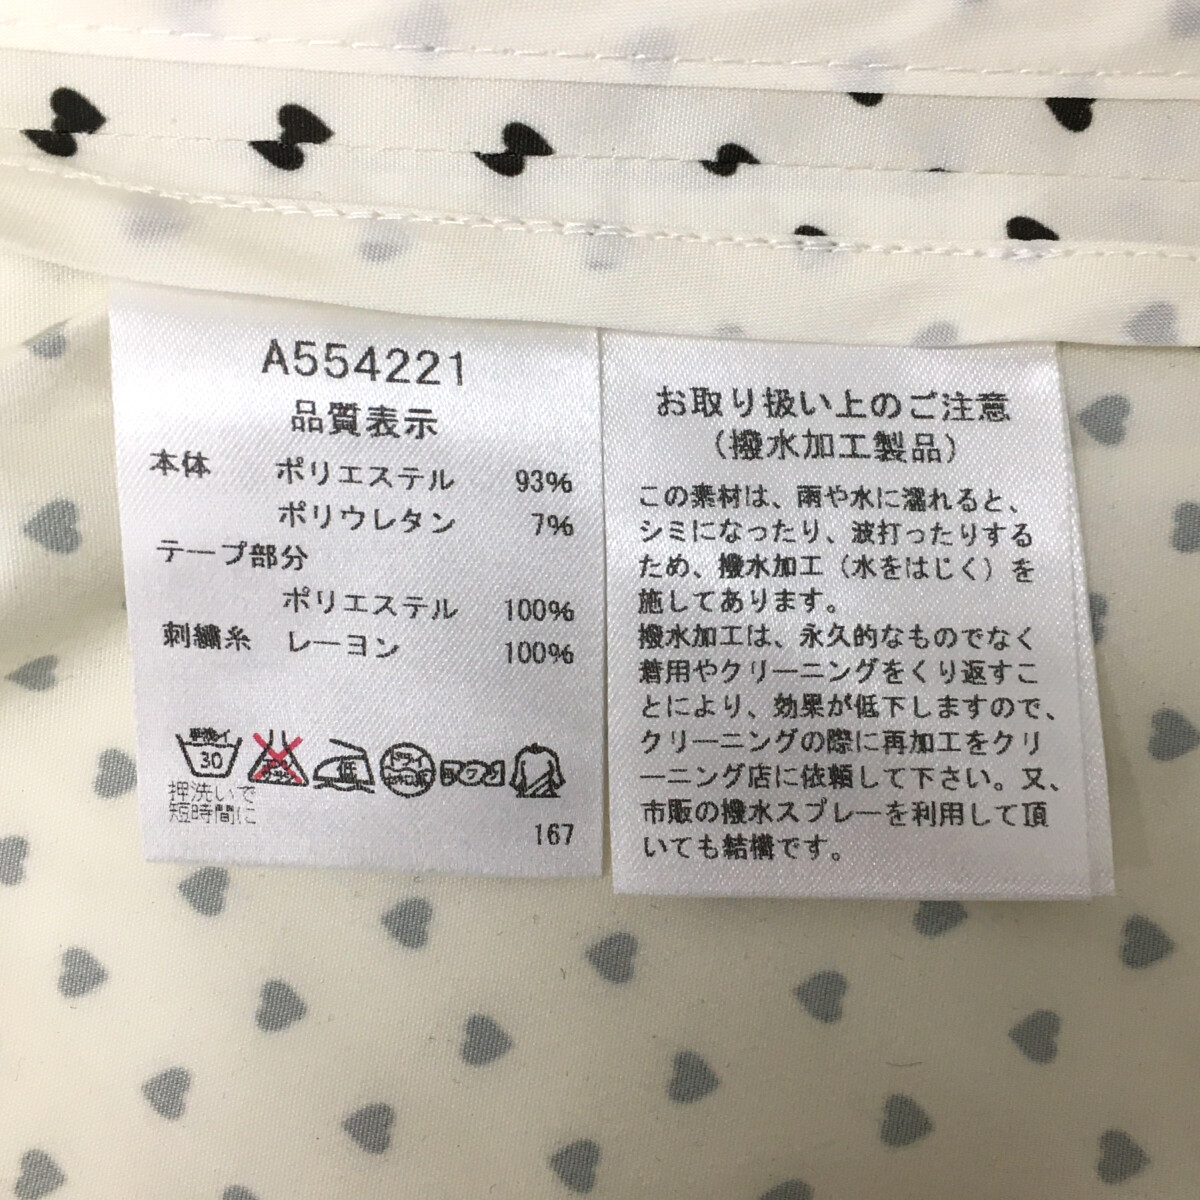 A554221
品質表示
本体 ポリエステル 93%
ポリウレタン 7%
テープ部分
ポリエステル 100%
刺繍糸 レーヨン 100%
手洗イ
30
低
押洗いで
短時間に
167
お取り扱い上のご注意
(撥水加工製品)
この素材は、雨や水に濡れると、
シミになったり、波打ったりする
ため、撥水加工(水をはじく)を
施してあります。
撥水加工は、永久的なものでなく
着用やクリーニングをくり返すこ
とにより、効果が低下しますので、
クリーニングの際に再加工をクリ
ーニング店に依頼して下さい。又、
市販の撥水スプレーを利用して頂
いても結構です。